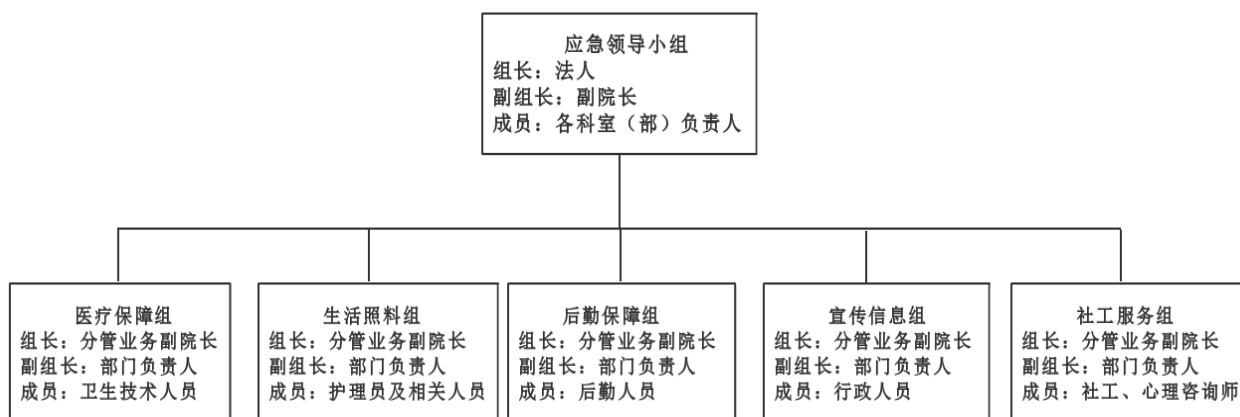 应急领导小组
组长：法人
副组长：副院长
成员：各科室（部）负责人
医疗保障组
组长：分管业务副院长
副组长：部门负责人
成员：卫生技术人员
生活照料组
组长：分管业务副院长
副组长：部门负责人
成员：护理员及相关人员
后勤保障组
组长：分管业务副院长
副组长：部门负责人
成员：后勤人员
宣传信息组
组长：分管业务副院长
副组长：部门负责人
成员：行政人员
社工服务组
组长：分管业务副院长
副组长：部门负责人
成员：社工、心理咨询师